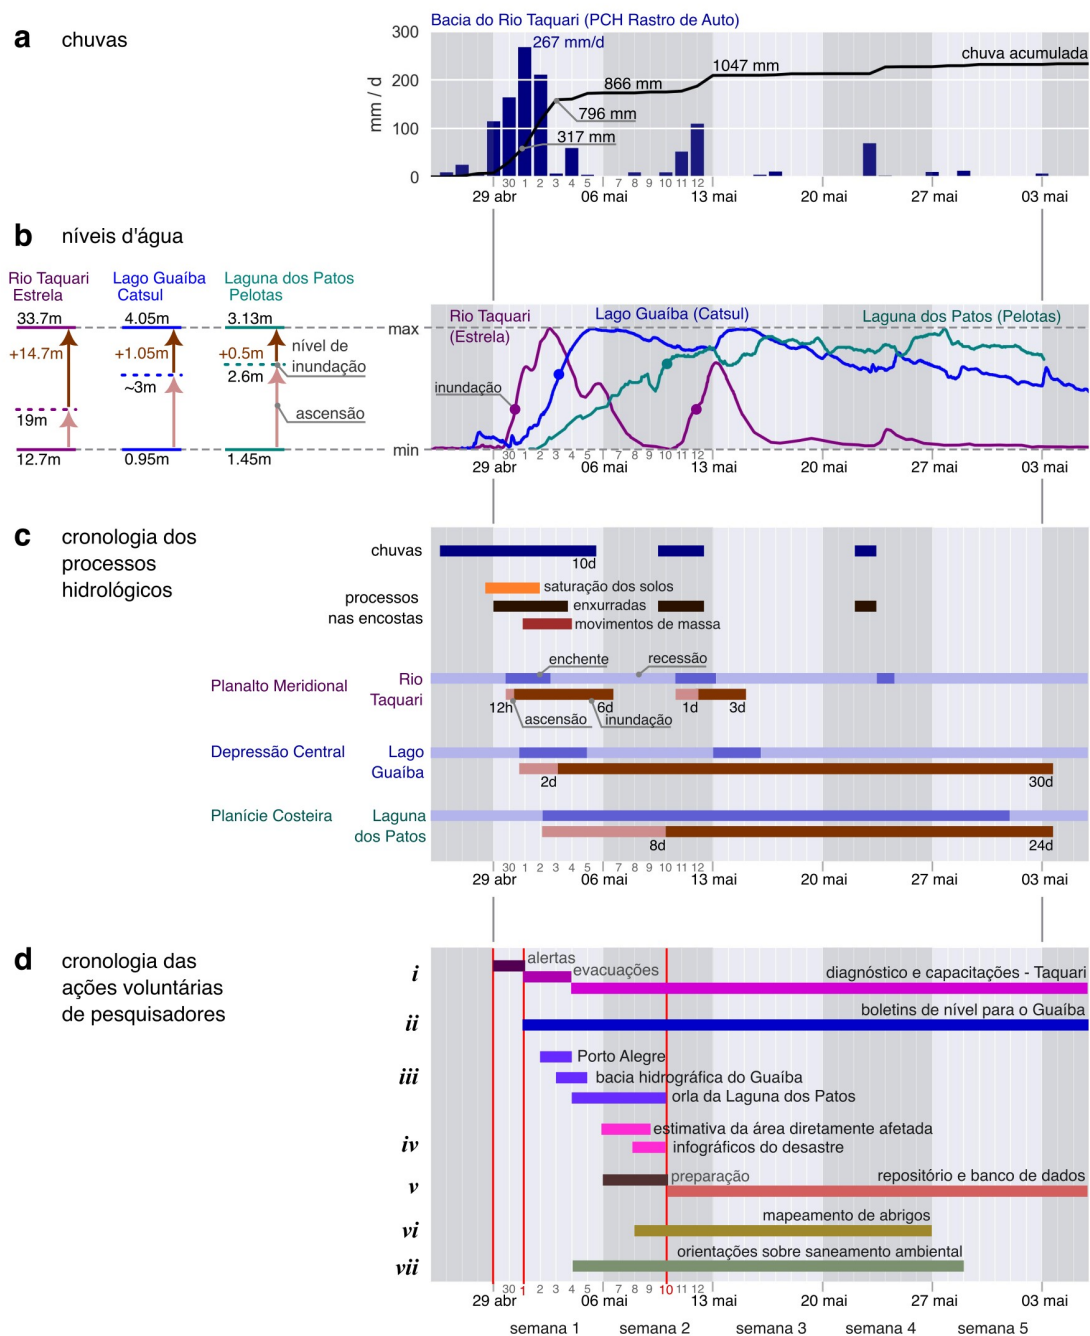 a chuvas
Bacia do Rio Taquari (PCH Rastro de Auto)
mm / d
300
200
100
0
267 mm/d
chuva acumulada
1047 mm
866 mm
796 mm
317 mm
30 1 2 3 4 5 7 8 9 10 11 12
29 abr 06 mai 13 mai 20 mai 27 mai 03 mai
b níveis d'água
Rio Taquari
Estrela
33.7m
+14.7m
19m
12.7m
Lago Guaíba
Catsul
4.05m
+1.05m
~3m
0.95m
Laguna dos Patos
Pelotas
3.13m
+0.5m
2.6m
1.45m
nível de
inundação
ascensão
max
min
Rio Taquari
(Estrela)
Lago Guaíba (Catsul)
Laguna dos Patos (Pelotas)
inundação
30 1 2 3 4 5 7 8 9 10 11 12
29 abr 06 mai 13 mai 20 mai 27 mai 03 mai
c cronologia dos
processos
hidrológicos
chuvas
10d
processos
nas encostas
saturação dos solos
enxurradas
movimentos de massa
enchente
recessão
Planalto Meridional
Rio
Taquari
12h
6d
1d
3d
ascensão
inundação
Depressão Central
Lago
Guaíba
2d
30d
Planície Costeira
Laguna
dos Patos
8d
24d
30 1 2 3 4 5 7 8 9 10 11 12
29 abr 06 mai 13 mai 20 mai 27 mai 03 mai
d cronologia das
ações voluntárias
de pesquisadores
i
alertas
evacuações
diagnóstico e capacitações - Taquari
ii
boletins de nível para o Guaíba
iii
Porto Alegre
bacia hidrográfica do Guaíba
orla da Laguna dos Patos
iv
estimativa da área diretamente afetada
infográficos do desastre
v
preparação
repositório e banco de dados
vi
mapeamento de abrigos
vii
orientações sobre saneamento ambiental
30 1 2 3 4 5 7 8 9 10 11 12
29 abr 06 mai 13 mai 20 mai 27 mai 03 mai
semana 1 semana 2 semana 3 semana 4 semana 5